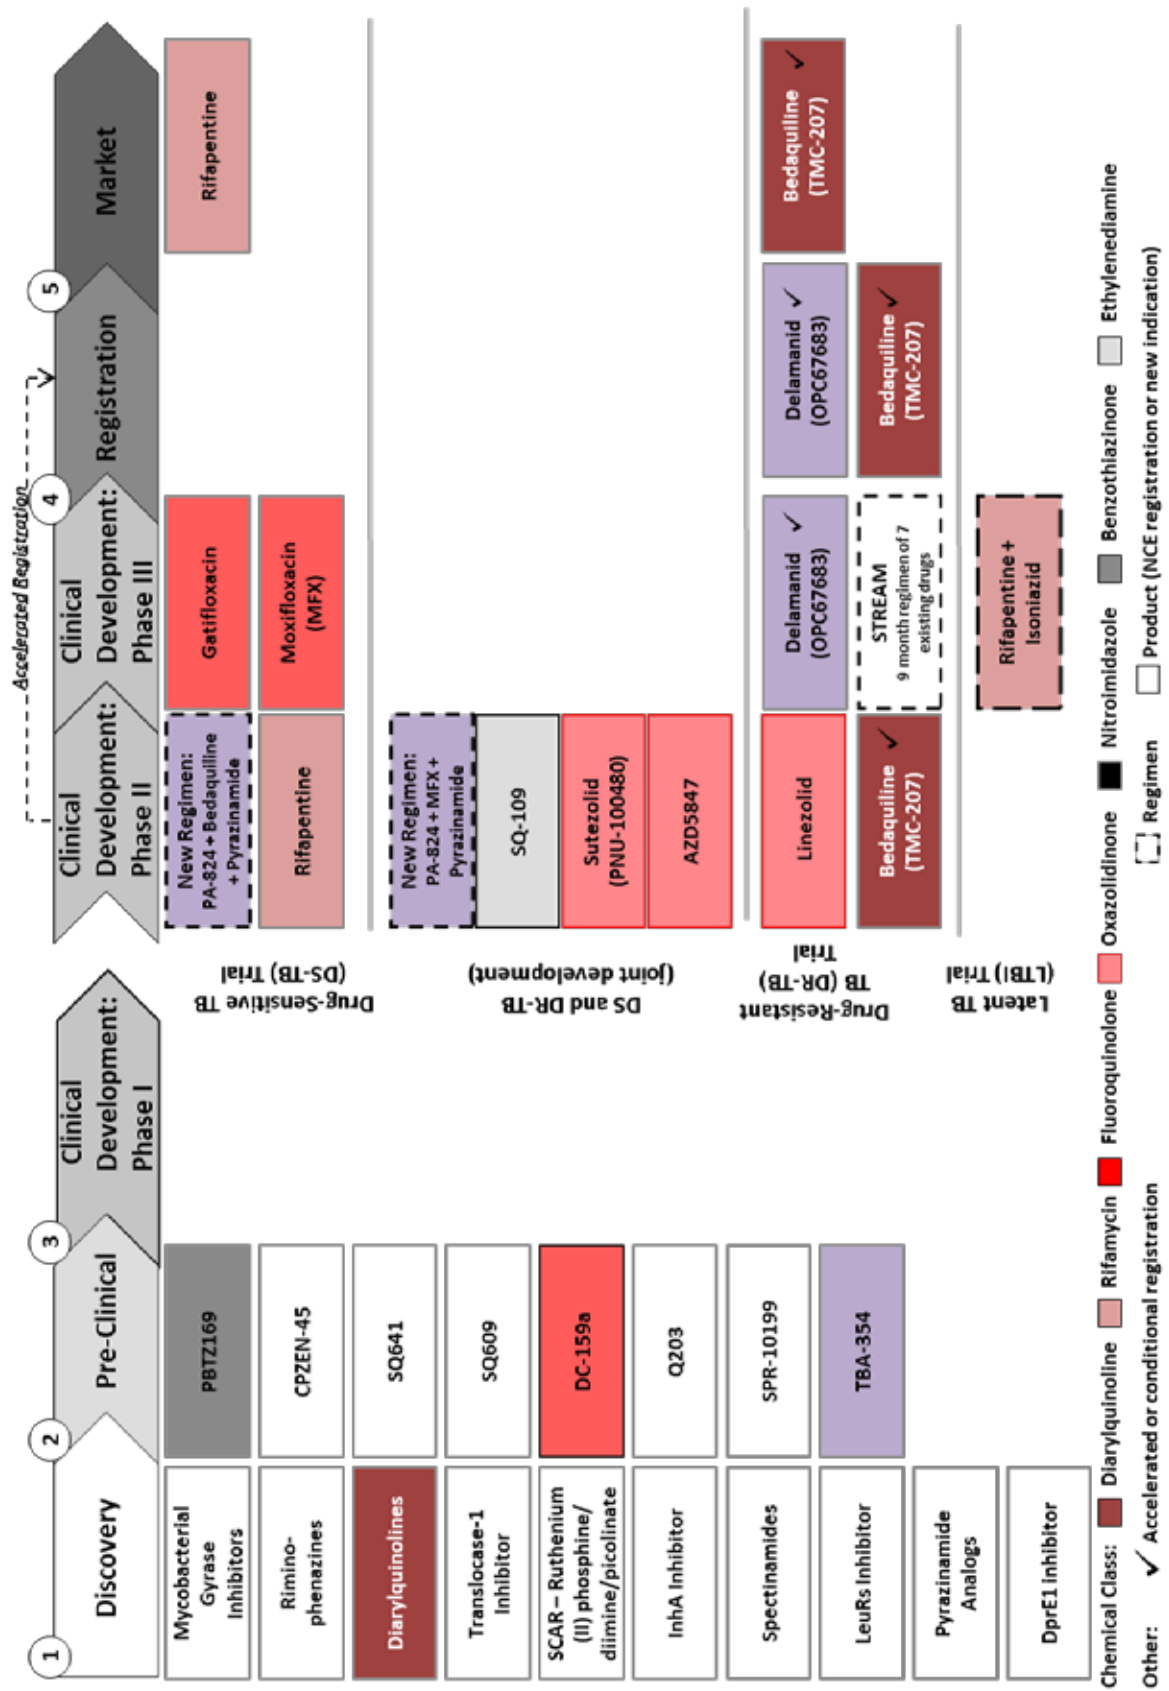 Accelerated Registration
1
2
3
4
5
Discovery
Pre-Clinical
Clinical
Development:
Phase I
Clinical
Development:
Phase II
Clinical
Development:
Phase III
Registration
Market
Mycobacterial
Gyrase
Inhibitors
Rimino-
phenazines
Diarylquinolines
Translocase-1
Inhibitor
SCAR – Ruthenium
(II) phosphine/
diimine/picolinate
InhA Inhibitor
Spectinamides
LeuRs Inhibitor
Pyrazinamide
Analogs
DprE1 inhibitor
PBTZ169
CPZEN-45
SQ641
SQ609
DC-159a
Q203
SPR-10199
TBA-354
Drug-Sensitive TB
(DS-TB) Trial
New Regimen:
PA-824 + Bedaquiline
+ Pyrazinamide
Rifapentine
Gatifloxacin
Moxifloxacin
(MFX)
Rifapentine
DS and DR-TB
(joint development)
New Regimen:
PA-824 + MFX +
Pyrazinamide
SQ-109
Sutezolid
(PNU-100480)
AZD5847
Drug-Resistant
TB (DR-TB)
Trial
Linezolid
Bedaquiline ✓
(TMC-207)
Delamanid ✓
(OPC67683)
STREAM
9 month regimen of 7
existing drugs
Delamanid ✓
(OPC67683)
Bedaquiline ✓
(TMC-207)
Bedaquiline ✓
(TMC-207)
Latent TB
(LTBI) Trial
Rifapentine +
Isoniazid
Chemical Class: Diarylquinoline Rifamycin Fluoroquinolone Oxazolidinone Nitroimidazole Benzothiazinone Ethylenediamine
Other: ✓ Accelerated or conditional registration Regimen Product (NCE registration or new indication)